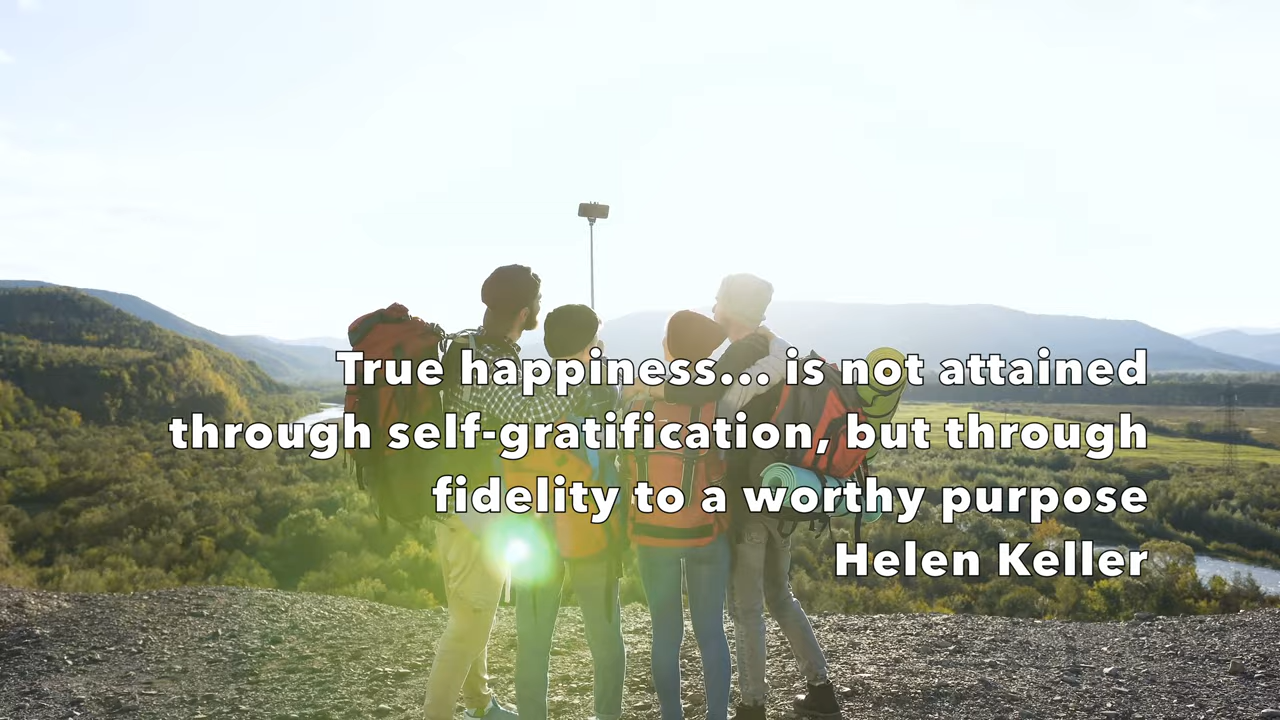 True happiness... is not attained
through self-gratification, but through
fidelity to a worthy purpose
Helen Keller